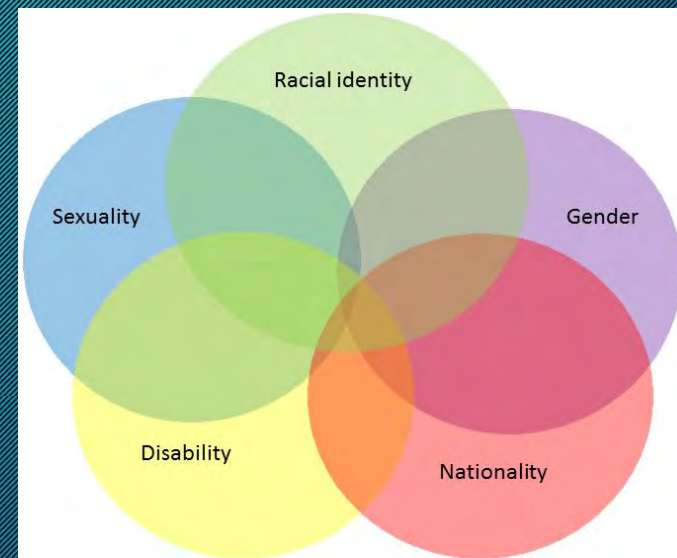 Racial identity
Sexuality
Gender
Disability
Nationality